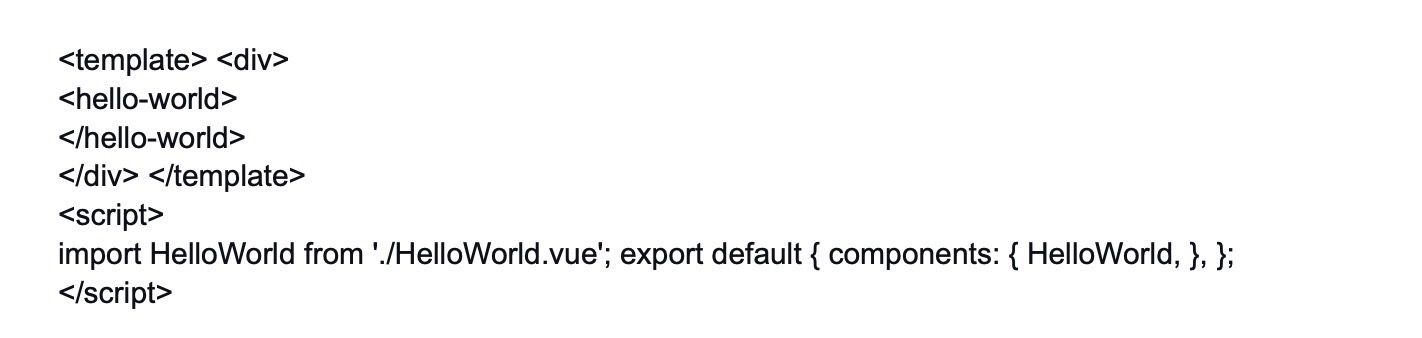 <template> <div>
<hello-world>
</hello-world>
</div> </template>
<script>
import HelloWorld from './HelloWorld.vue'; export default { components: { HelloWorld, }, };
</script>